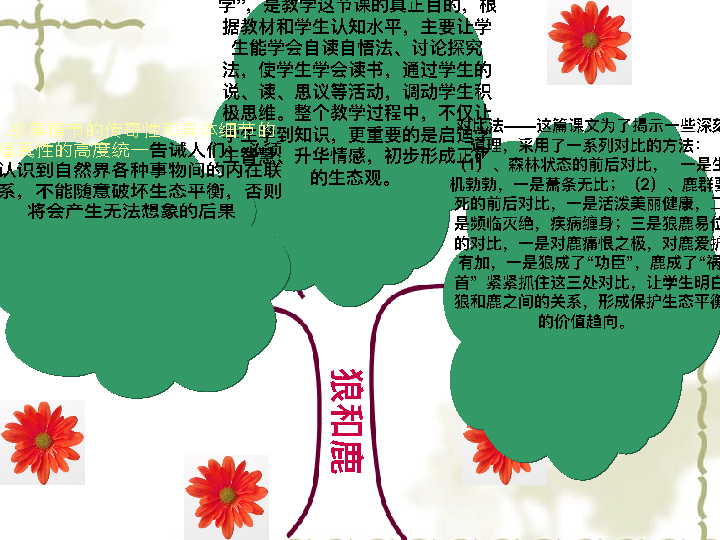 学”，是教学这节课的真正目的，根
据教材和学生认知水平，主要让学
生能学会自读自悟法、讨论探究
法，使学生学会读书，通过学生的
说、读、思议等活动，调动学生积
极思维。整个教学过程中，不仅让
学到知识，更重要的是启迪学
生智慧、升华情感，初步形成正确
的生态观。
节的传奇性和具体细节的
真实性的高度统一告诫人们：必须
认识到自然界各种事物间的内在联
系，不能随意破坏生态平衡，否则
将会产生无法想象的后果
对比法——这篇课文为了揭示一些深刻
道理，采用了一系列对比的方法：
（1）、森林状态的前后对比， 一是生
机勃勃，一是萧条无比；（2）、鹿群
死的前后对比，一是活泼美丽健康，二
是频临灭绝，疾病缠身；三是狼鹿易位
的对比，一是对鹿痛恨之极，对鹿爱护
有加，一是狼成了“功臣”，鹿成了“祸
首” 紧紧抓住这三处对比，让学生明白
狼和鹿之间的关系，形成保护生态平衡
的价值趋向。
狼和鹿